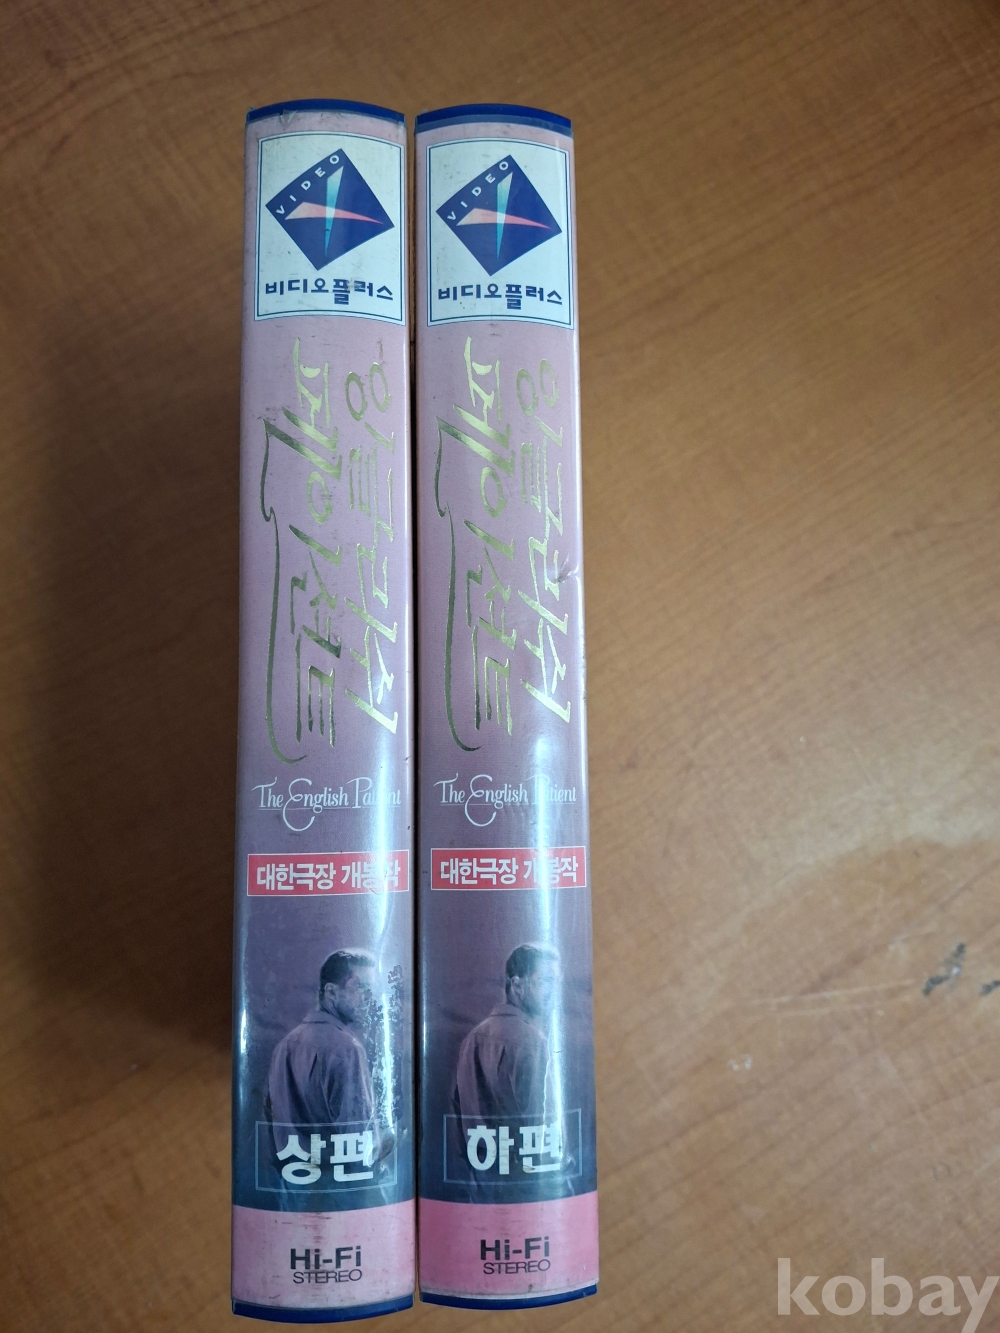 VIDEO
비디오플러스
잉글리쉬
페이션트
The English Patient
대한극장 개봉작
상편
Hi-Fi
STEREO
VIDEO
비디오플러스
잉글리쉬
페이션트
The English Patient
대한극장 개봉작
하편
Hi-Fi
STEREO
kobay